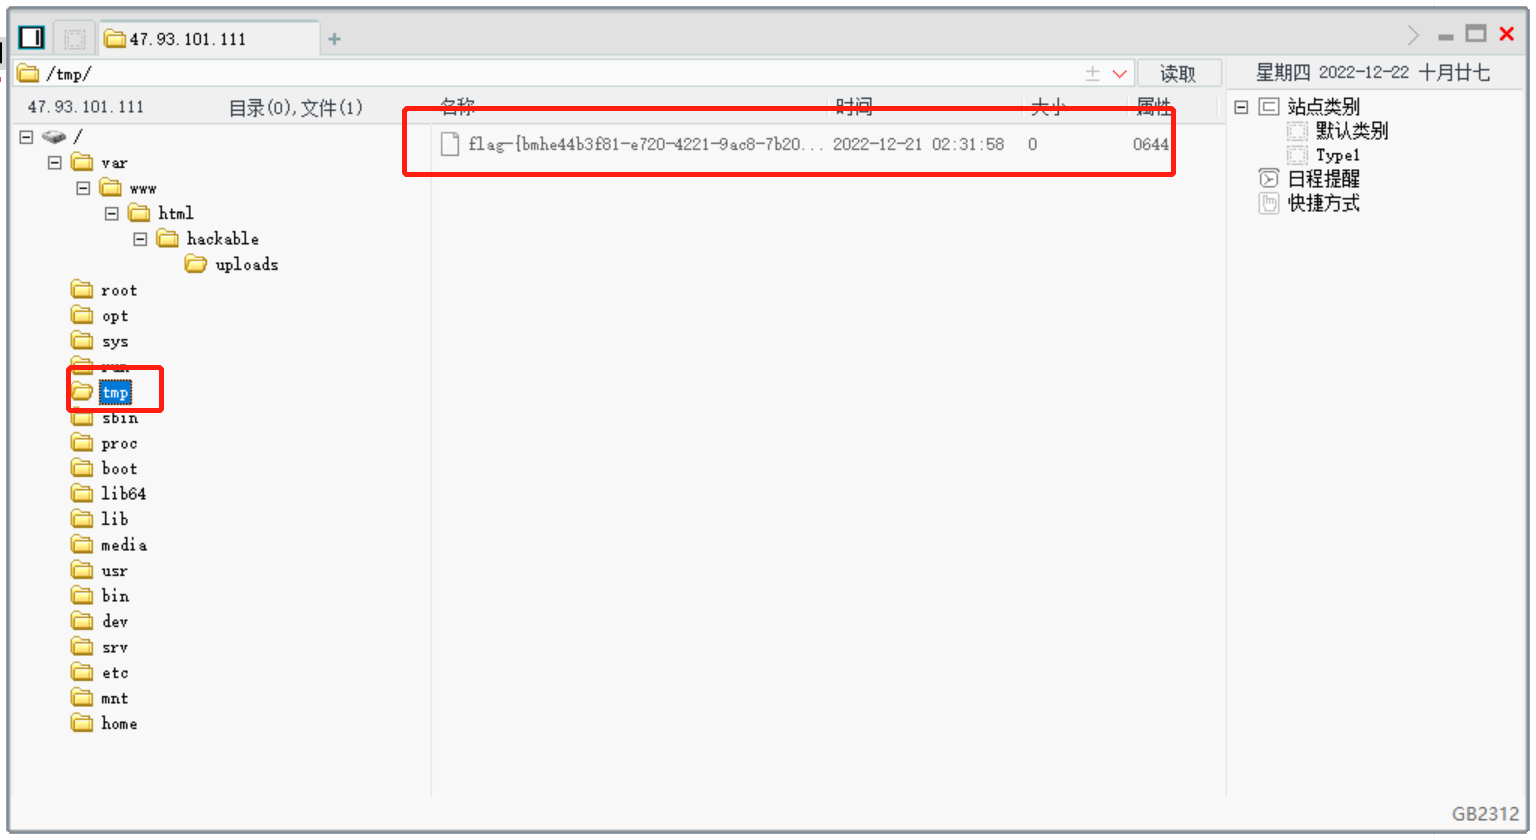 47.93.101.111 +
/tmp/ 读取 星期四 2022-12-22 十月廿七
47.93.101.111 目录(0),文件(1) 名称 时间 大小 属性
flag-{bmhe44b3f81-e720-4221-9ac8-7b20... 2022-12-21 02:31:58 0 0644
/
var
www
html
hackable
uploads
root
opt
sys
run
tmp
sbin
proc
boot
lib64
lib
media
usr
bin
dev
srv
etc
mnt
home
站点类别
默认类别
Type1
日程提醒
快捷方式
GB2312